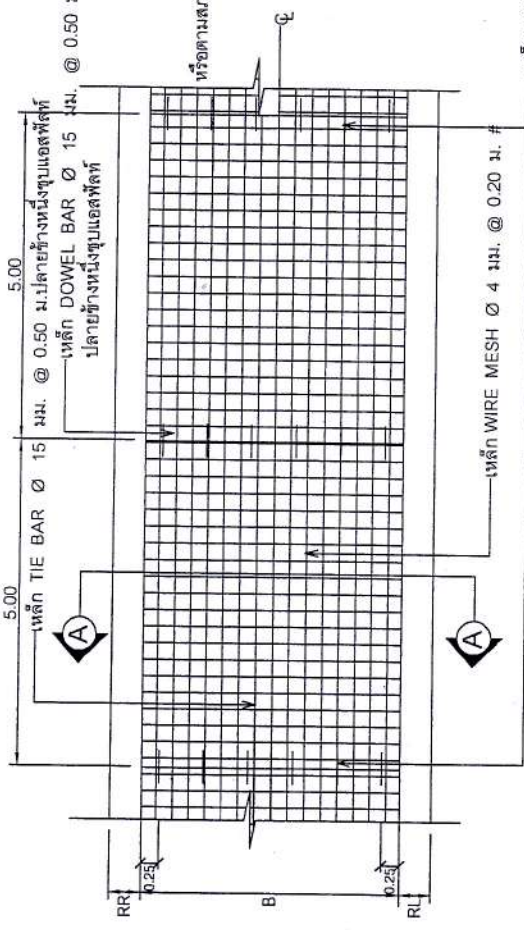 5.00
5.00
เหล็ก TIE BAR Ø 15 มม. @ 0.50 ม.ปลายข้างหนึ่งชุบแอสฟัลท์
เหล็ก DOWEL BAR Ø 15 มม. @ 0.50
ปลายข้างหนึ่งชุบแอสฟัลท์
A
A
หรือตาม
℄
RR
0.25
B
0.25
RL
เหล็ก WIRE MESH Ø 4 มม. @ 0.20 ม. #